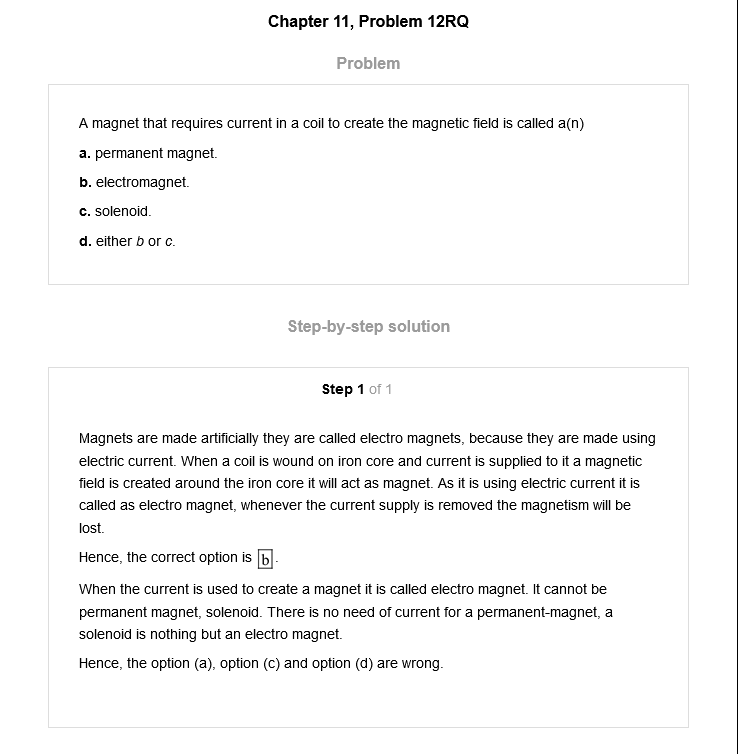 Chapter 11, Problem 12RQ
Problem
A magnet that requires current in a coil to create the magnetic field is called a(n)
a. permanent magnet.
b. electromagnet.
c. solenoid.
d. either b or c.
Step-by-step solution
Step 1 of 1
Magnets are made artificially they are called electro magnets, because they are made using
electric current. When a coil is wound on iron core and current is supplied to it a magnetic
field is created around the iron core it will act as magnet. As it is using electric current it is
called as electro magnet, whenever the current supply is removed the magnetism will be
lost.
Hence, the correct option is b.
When the current is used to create a magnet it is called electro magnet. It cannot be
permanent magnet, solenoid. There is no need of current for a permanent-magnet, a
solenoid is nothing but an electro magnet.
Hence, the option (a), option (c) and option (d) are wrong.